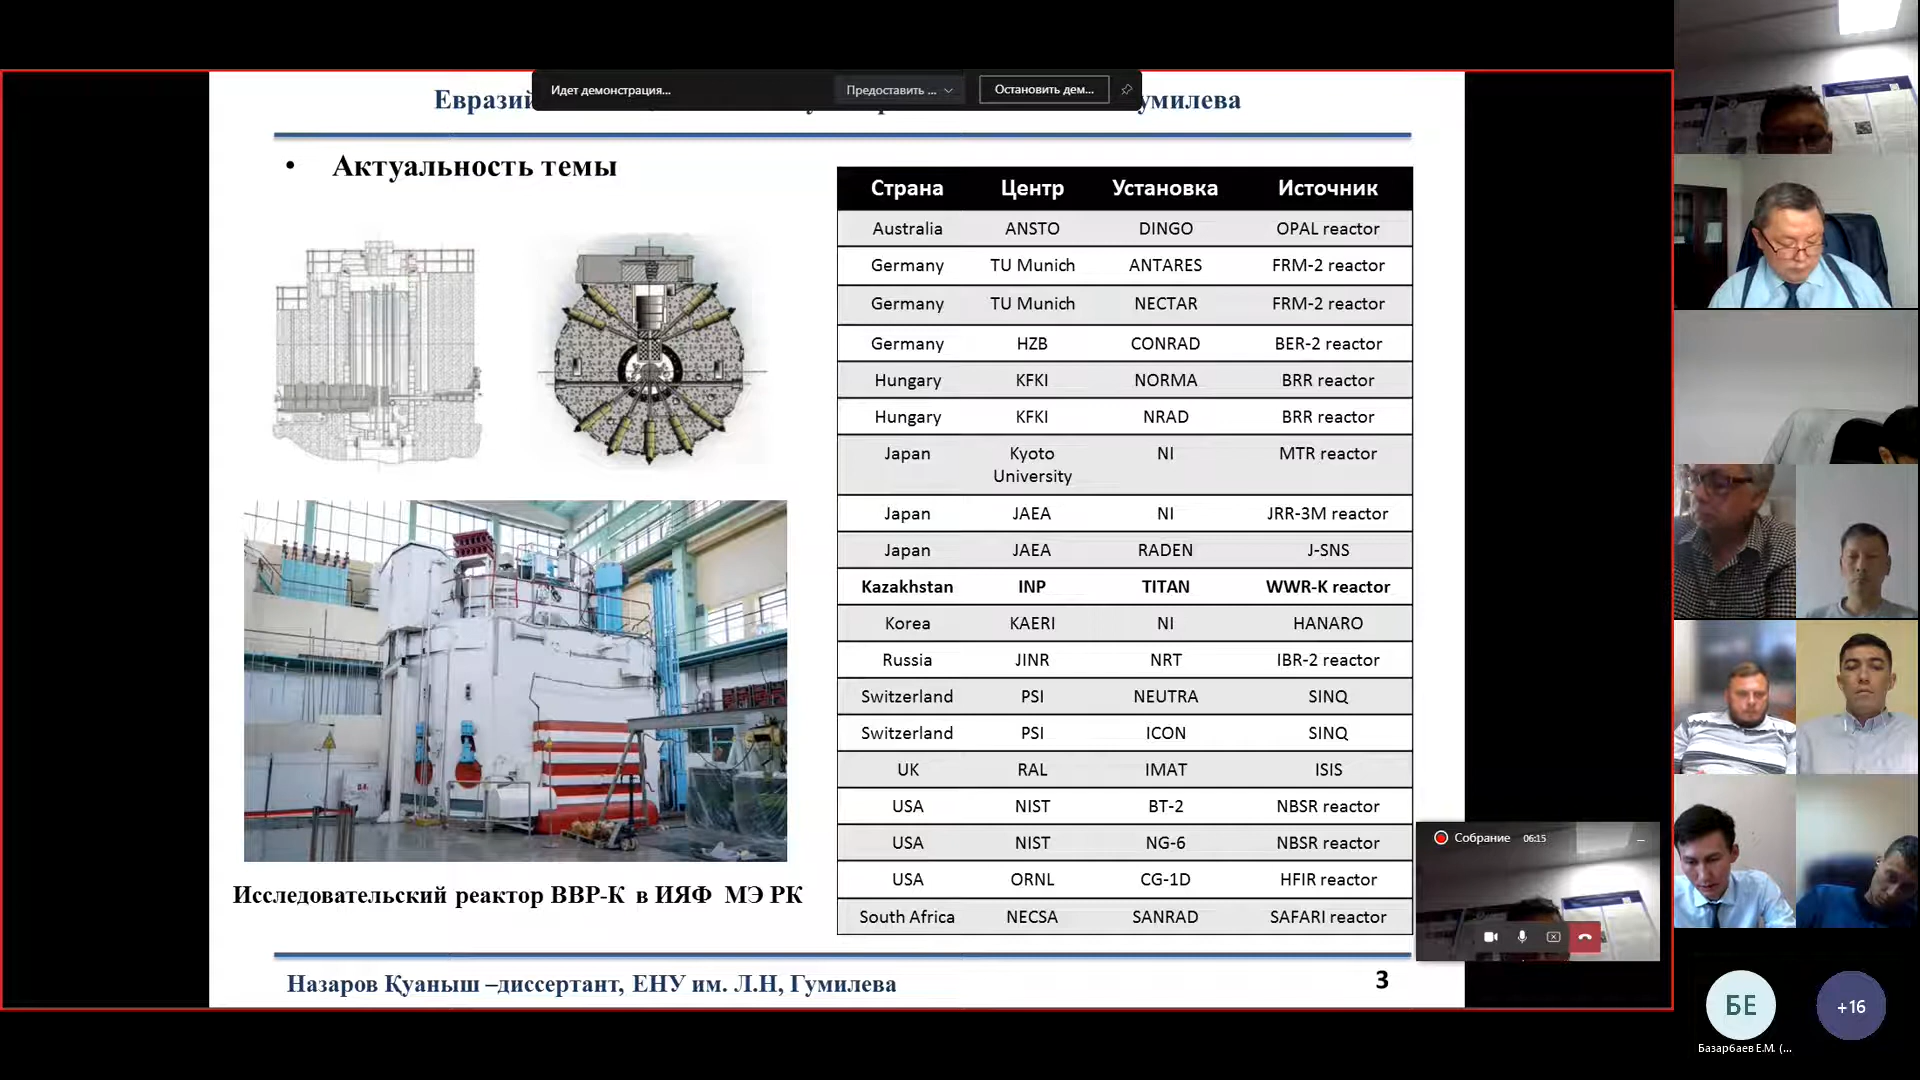 Идет демонстрация...
Предоставить ...
Остановить дем...
• Актуальность темы
Страна Центр Установка Источник
Australia ANSTO DINGO OPAL reactor
Germany TU Munich ANTARES FRM-2 reactor
Germany TU Munich NECTAR FRM-2 reactor
Germany HZB CONRAD BER-2 reactor
Hungary KFKI NORMA BRR reactor
Hungary KFKI NRAD BRR reactor
Japan Kyoto University NI MTR reactor
Japan JAEA NI JRR-3M reactor
Japan JAEA RADEN J-SNS
Kazakhstan INP TITAN WWR-K reactor
Korea KAERI NI HANARO
Russia JINR NRT IBR-2 reactor
Switzerland PSI NEUTRA SINQ
Switzerland PSI ICON SINQ
UK RAL IMAT ISIS
USA NIST BT-2 NBSR reactor
USA NIST NG-6 NBSR reactor
USA ORNL CG-1D HFIR reactor
South Africa NECSA SANRAD SAFARI reactor
Исследовательский реактор ВВР-К в ИЯФ МЭ РК
Назаров Қуаныш –диссертант, ЕНУ им. Л.Н, Гумилева
3
Собрание 06:15
БЕ
+16
Базарбаев Е.М. (...